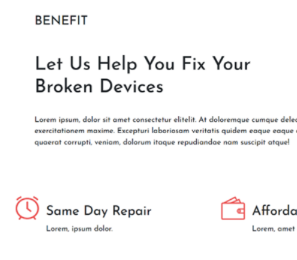 BENEFIT
Let Us Help You Fix Your
Broken Devices
Lorem ipsum, dolor sit amet consectetur elitelit. At doloremque cumque
exercitationem maxime. Excepturi laboriosam veritatis quidem eaque eaque
quaerat corrupti, veniam, dolorum itaque repudiandae nam suscipit atque!
Same Day Repair
Lorem, ipsum dolor.
Lorem, amet